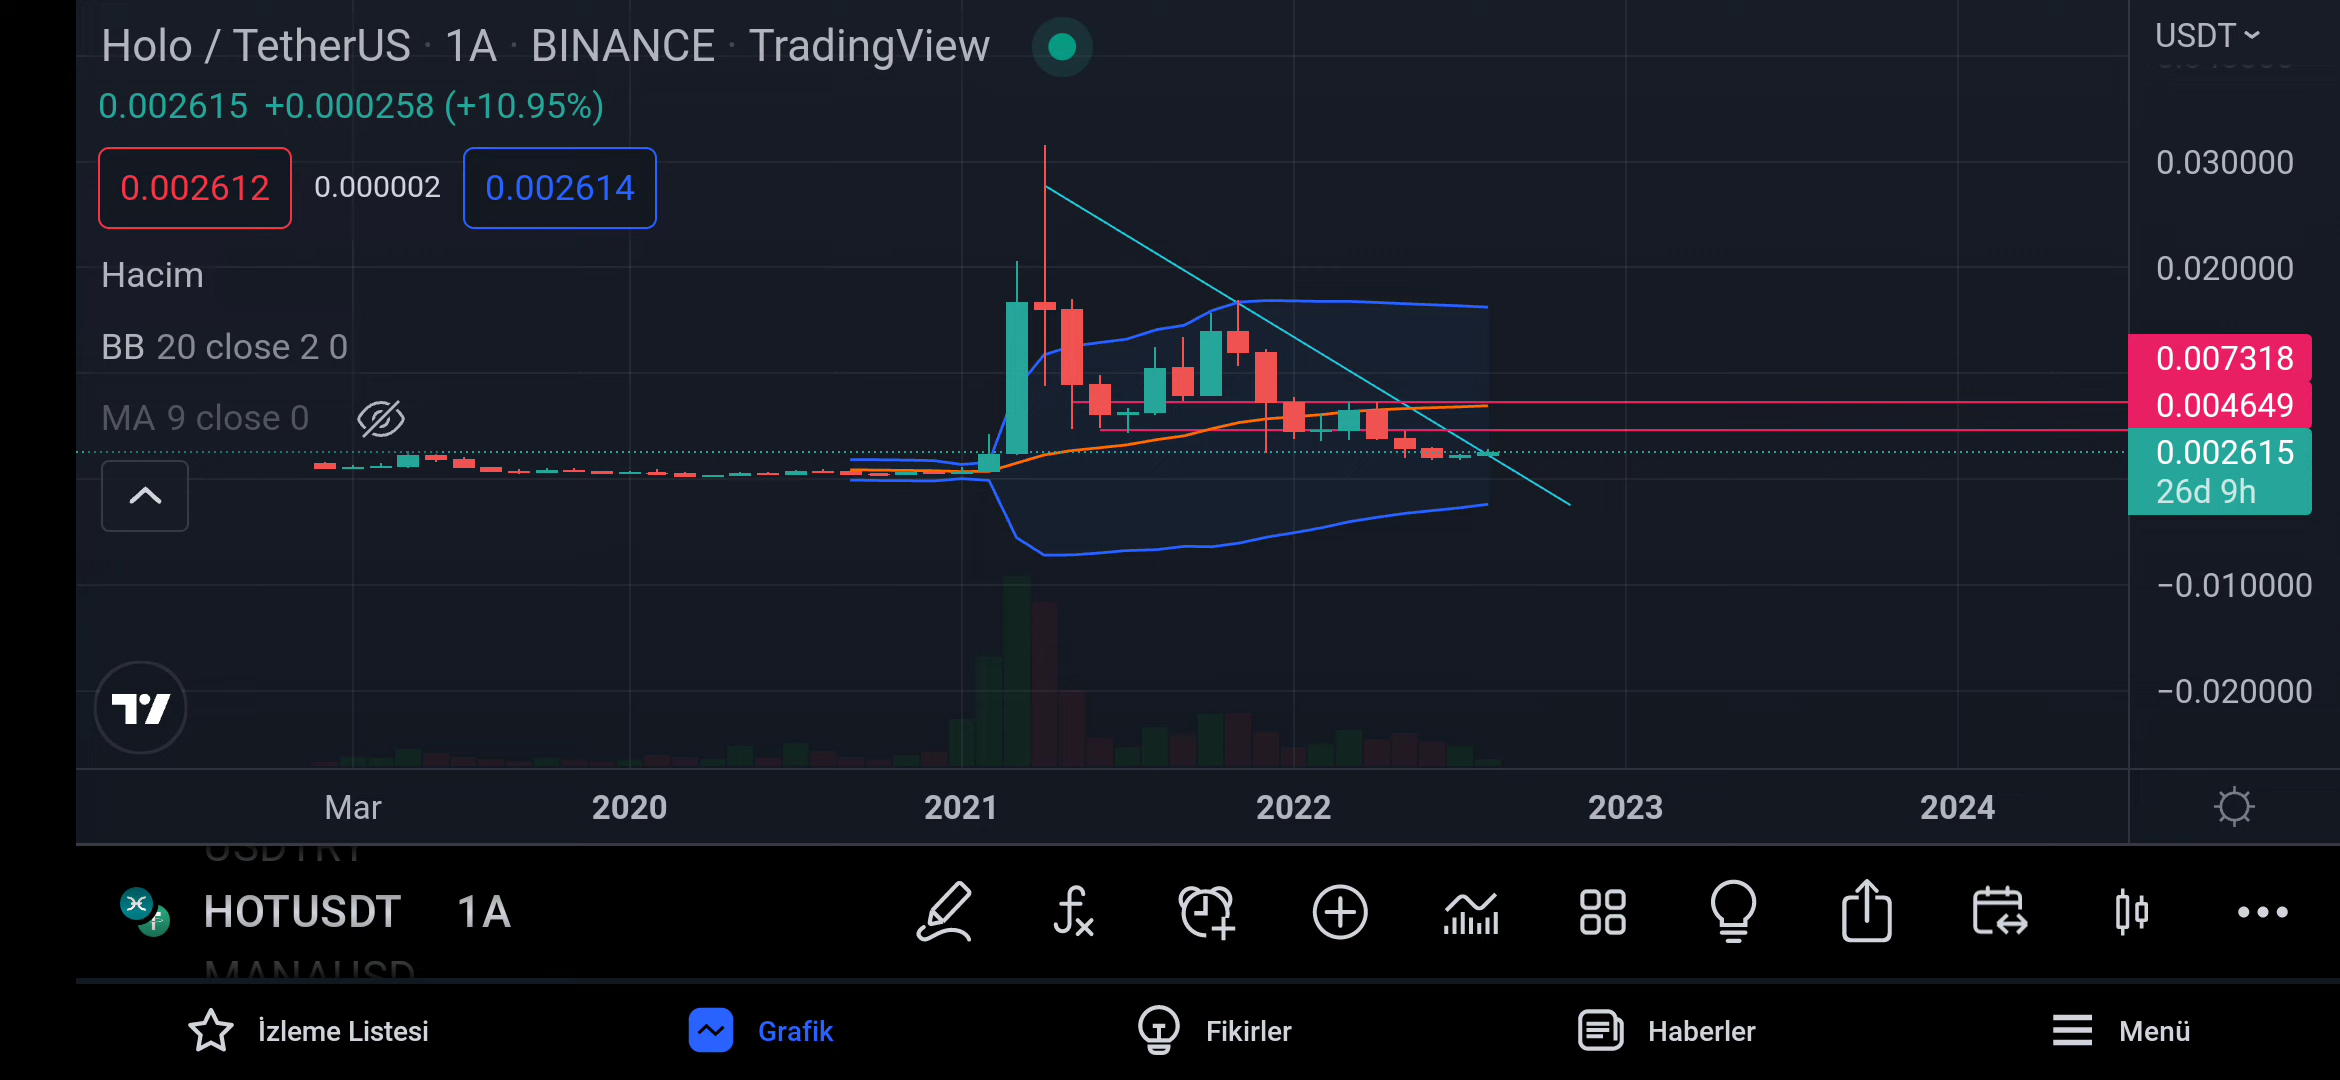 Holo / TetherUS · 1A · BINANCE · TradingView
0.002615 +0.000258 (+10.95%)
0.002612 0.000002 0.002614
Hacim
BB 20 close 2 0
MA 9 close 0
USDT
0.030000
0.020000
0.007318
0.004649
0.002615
26d 9h
−0.010000
−0.020000
Mar 2020 2021 2022 2023 2024
USDTRY
HOTUSDT 1A
MANAUSD
İzleme Listesi Grafik Fikirler Haberler Menü